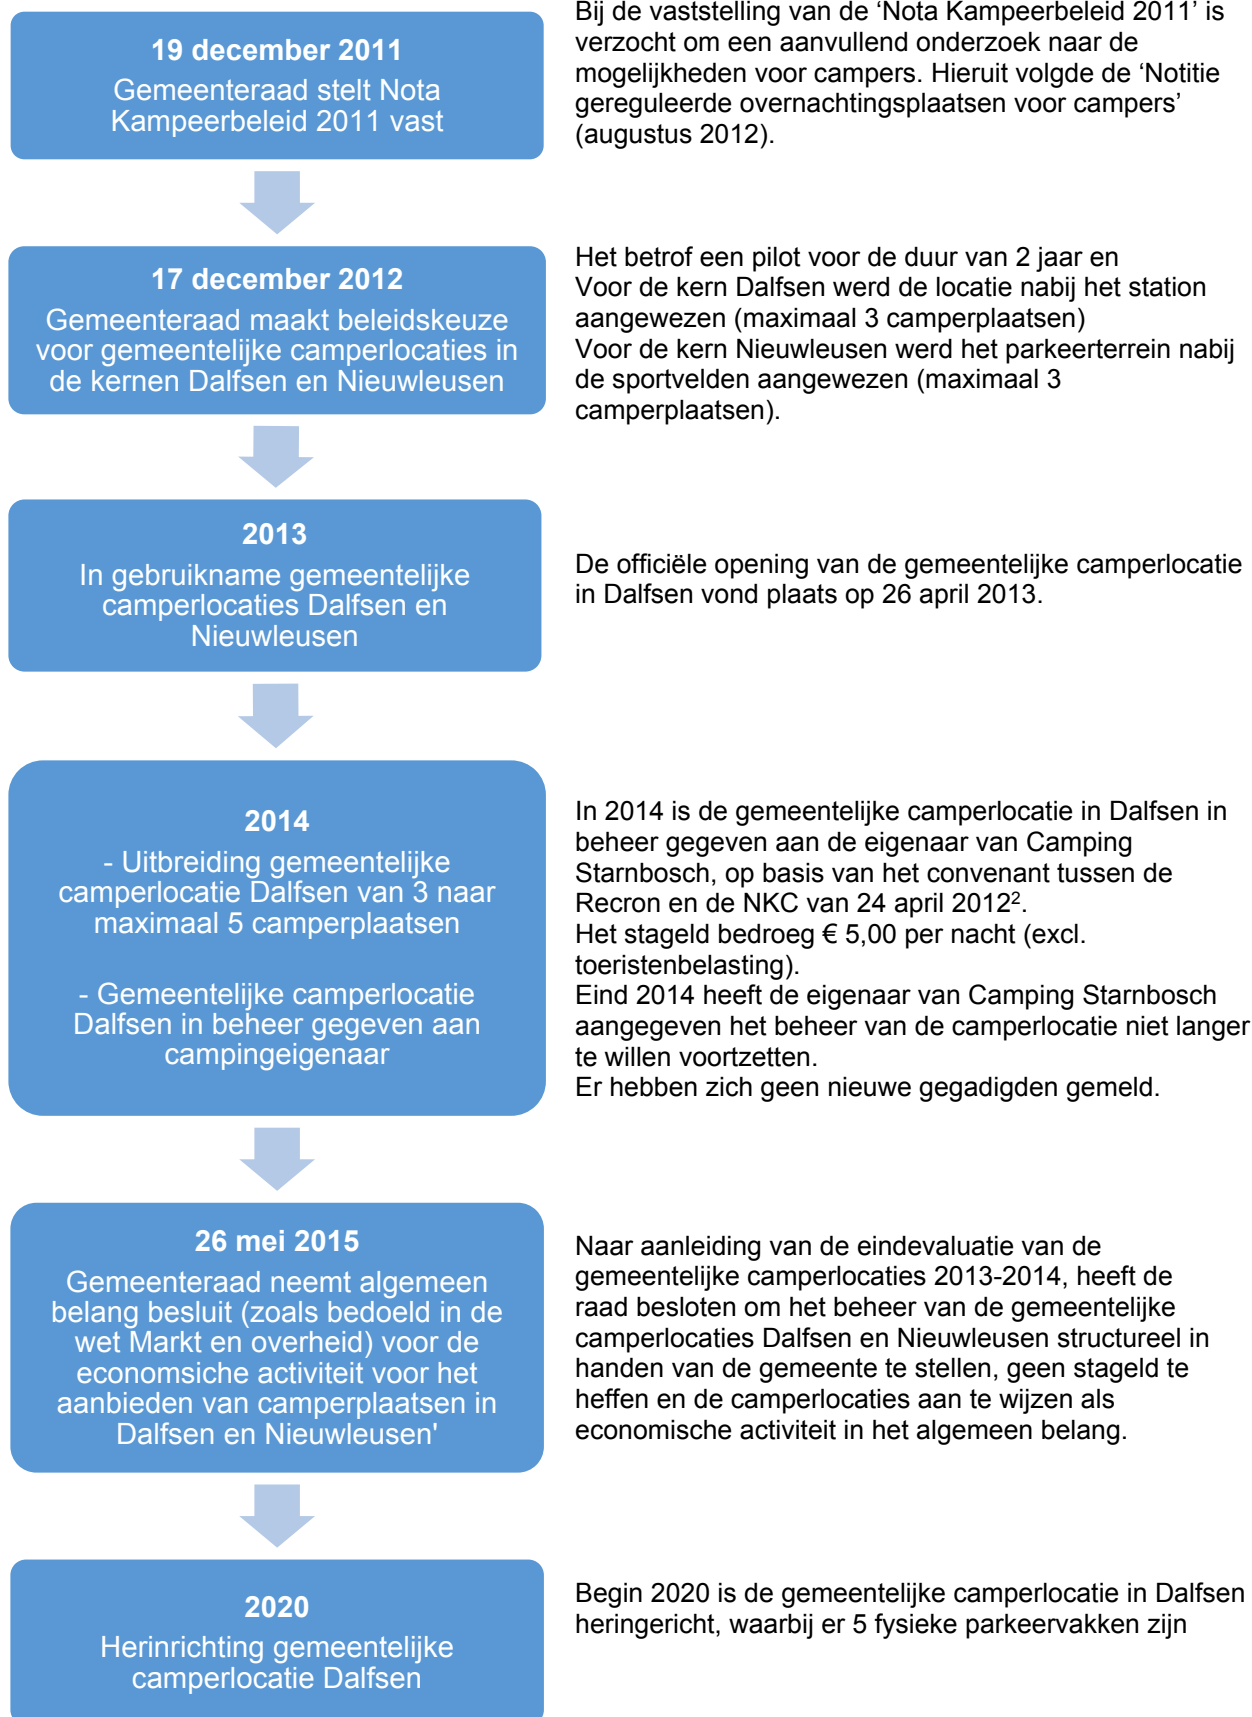 19 december 2011
Gemeenteraad stelt Nota
Kampeerbeleid 2011 vast
Bij de vaststelling van de ‘Nota Kampeerbeleid 2011’ is
verzocht om een aanvullend onderzoek naar de
mogelijkheden voor campers. Hieruit volgde de ‘Notitie
gereguleerde overnachtingsplaatsen voor campers’
(augustus 2012).
17 december 2012
Gemeenteraad maakt beleidskeuze
voor gemeentelijke camperlocaties in
de kernen Dalfsen en Nieuwleusen
Het betrof een pilot voor de duur van 2 jaar en
Voor de kern Dalfsen werd de locatie nabij het station
aangewezen (maximaal 3 camperplaatsen)
Voor de kern Nieuwleusen werd het parkeerterrein nabij
de sportvelden aangewezen (maximaal 3
camperplaatsen).
2013
In gebruikname gemeentelijke
camperlocaties Dalfsen en
Nieuwleusen
De officiële opening van de gemeentelijke camperlocatie
in Dalfsen vond plaats op 26 april 2013.
2014
- Uitbreiding gemeentelijke
camperlocatie Dalfsen van 3 naar
maximaal 5 camperplaatsen
- Gemeentelijke camperlocatie
Dalfsen in beheer gegeven aan
campingeigenaar
In 2014 is de gemeentelijke camperlocatie in Dalfsen in
beheer gegeven aan de eigenaar van Camping
Starnbosch, op basis van het convenant tussen de
Recron en de NKC van 24 april 2012².
Het stageld bedroeg € 5,00 per nacht (excl.
toeristenbelasting).
Eind 2014 heeft de eigenaar van Camping Starnbosch
aangegeven het beheer van de camperlocatie niet langer
te willen voortzetten.
Er hebben zich geen nieuwe gegadigden gemeld.
26 mei 2015
Gemeenteraad neemt algemeen
belang besluit (zoals bedoeld in de
wet Markt en overheid) voor de
economsiche activiteit voor het
aanbieden van camperplaatsen in
Dalfsen en Nieuwleusen'
Naar aanleiding van de eindevaluatie van de
gemeentelijke camperlocaties 2013-2014, heeft de
raad besloten om het beheer van de gemeentelijke
camperlocaties Dalfsen en Nieuwleusen structureel in
handen van de gemeente te stellen, geen stageld te
heffen en de camperlocaties aan te wijzen als
economische activiteit in het algemeen belang.
2020
Herinrichting gemeentelijke
camperlocatie Dalfsen
Begin 2020 is de gemeentelijke camperlocatie in Dalfsen
heringericht, waarbij er 5 fysieke parkeervakken zijn